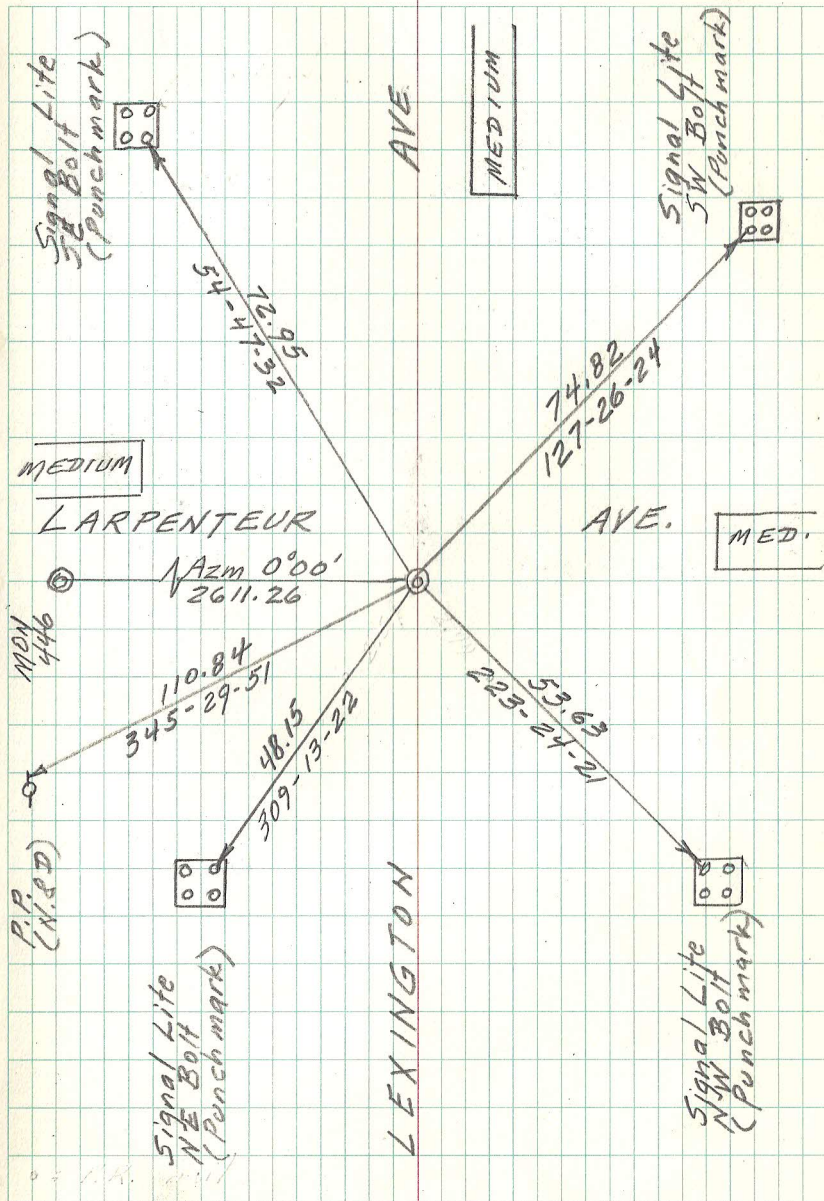 Signal Lite
SE Bolt
(Punchmark)
AVE
MEDIUM
Signal Lite
SW Bolt
(Punchmark)
54-47-32
74.82
127-26-24
MEDIUM
LARPENTEUR
AVE.
MED.
MON
446
Azm 0°00'
2611.26
110.84
345-29-51
P.P.
(N&D)
48.15
309-13-22
53.63
223-24-21
Signal Lite
NE Bolt
(Punchmark)
LEXINGTON
Signal Lite
NW Bolt
(Punchmark)